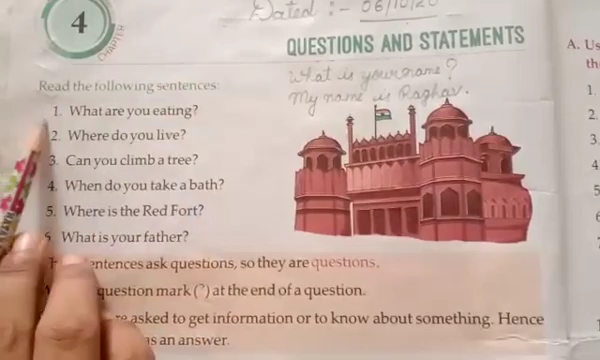 Dated :- 06/10/20
4
CHAPTER
QUESTIONS AND STATEMENTS
What is your name?
My name is Raghav.
Read the following sentences:
1. What are you eating?
2. Where do you live?
3. Can you climb a tree?
4. When do you take a bath?
5. Where is the Red Fort?
6. What is your father?
entences ask questions, so they are questions.
question mark (?) at the end of a question.
asked to get information or to know about something. Hence
as an answer.
A. Us
th
1.
2.
3.
4.
5